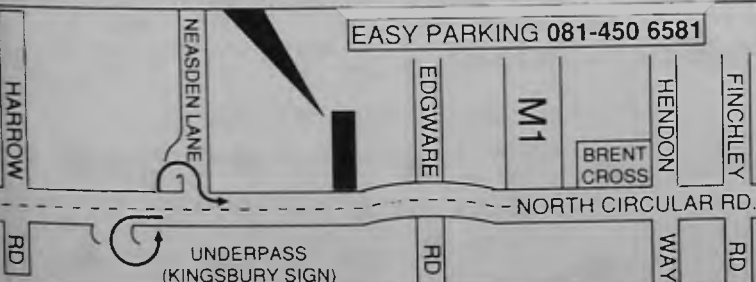 EASY PARKING 081-450 6581
HARROW
RD
NEASDEN LANE
EDGWARE
RD
M1
BRENT
CROSS
HENDON
WAY
FINCHLEY
RD
NORTH CIRCULAR RD.
UNDERPASS
(KINGSBURY SIGN)